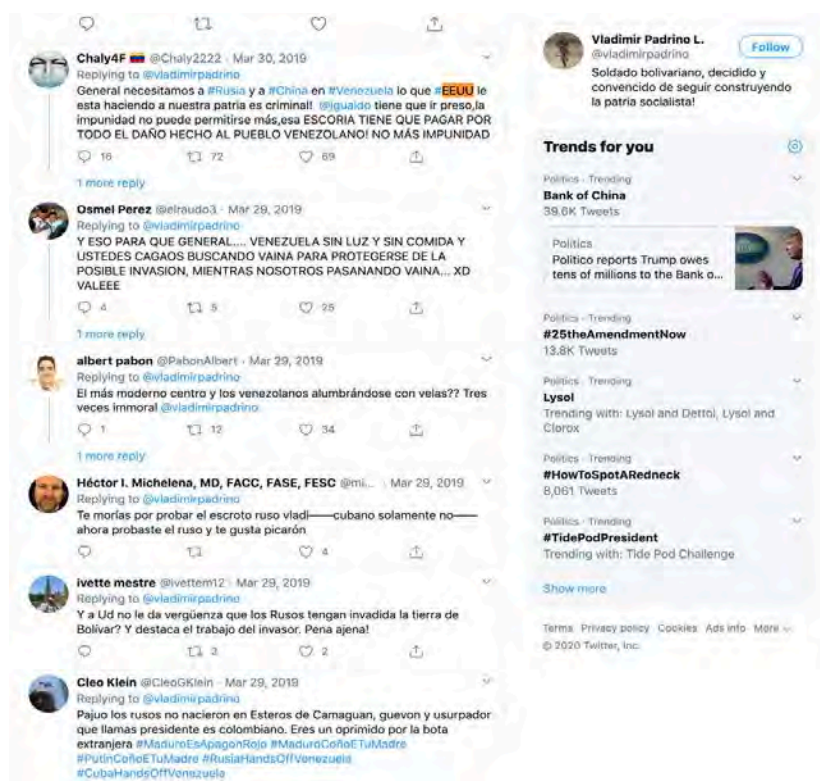 Chaly4F @Chaly2222 · Mar 30, 2019
Replying to @vladimirpadrino
General necesitamos a #Rusia y a #China en #Venezuela lo que #EEUU le
esta haciendo a nuestra patria es criminal! @jguaido tiene que ir preso,la
impunidad no puede permitirse más,esa ESCORIA TIENE QUE PAGAR POR
TODO EL DAÑO HECHO AL PUEBLO VENEZOLANO! NO MÁS IMPUNIDAD
16 72 69
1 more reply
Osmel Perez @elraudo3 · Mar 29, 2019
Replying to @vladimirpadrino
Y ESO PARA QUE GENERAL.... VENEZUELA SIN LUZ Y SIN COMIDA Y
USTEDES CAGAOS BUSCANDO VAINA PARA PROTEGERSE DE LA
POSIBLE INVASION, MIENTRAS NOSOTROS PASANANDO VAINA... XD
VALEEE
4 5 25
1 more reply
albert pabon @PabonAlbert · Mar 29, 2019
Replying to @vladimirpadrino
El más moderno centro y los venezolanos alumbrándose con velas?? Tres
veces immoral @vladimirpadrino
1 12 34
1 more reply
Héctor I. Michelena, MD, FACC, FASE, FESC @mi... · Mar 29, 2019
Replying to @vladimirpadrino
Te morías por probar el escroto ruso vladi——cubano solamente no——
ahora probaste el ruso y te gusta picarón
4
ivette mestre @ivettem12 · Mar 29, 2019
Replying to @vladimirpadrino
Y a Ud no le da vergüenza que los Rusos tengan invadida la tierra de
Bolívar? Y destaca el trabajo del invasor. Pena ajena!
3 2
Cleo Klein @CleoGKlein · Mar 29, 2019
Replying to @vladimirpadrino
Pajuo los rusos no nacieron en Esteros de Camaguan, guevon y usurpador
que llamas presidente es colombiano. Eres un oprimido por la bota
extranjera #MaduroEsApagonRojo #MaduroCoñoETuMadre
#PutinCoñoETuMadre #RusiaHandsOffVenezuela
#CubaHandsOffVenezuela
Vladimir Padrino L.
@vladimirpadrino
Follow
Soldado bolivariano, decidido y
convencido de seguir construyendo
la patria socialista!
Trends for you
Politics · Trending
Bank of China
39.6K Tweets
Politics
Politico reports Trump owes
tens of millions to the Bank o...
Politics · Trending
#25theAmendmentNow
13.8K Tweets
Politics · Trending
Lysol
Trending with: Lysol and Dettol, Lysol and
Clorox
Politics · Trending
#HowToSpotARedneck
8,061 Tweets
Politics · Trending
#TidePodPresident
Trending with: Tide Pod Challenge
Show more
Terms Privacy policy Cookies Ads info More
© 2020 Twitter, Inc.